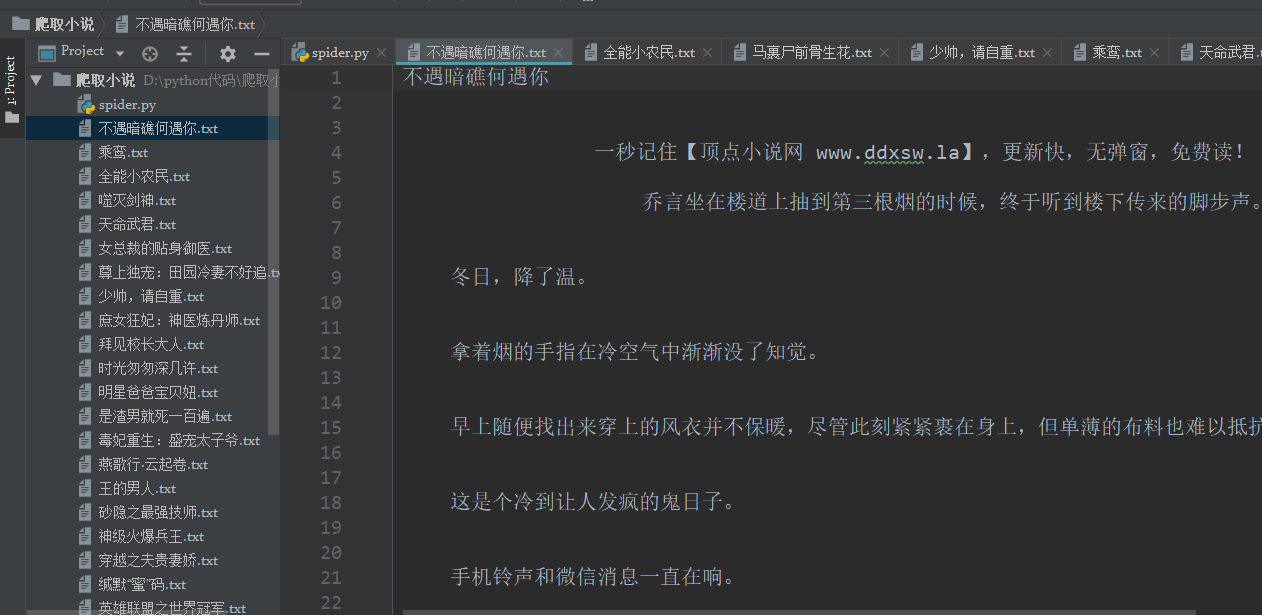 爬取小说 不遇暗礁何遇你.txt
Project
spider.py 不遇暗礁何遇你.txt 全能小农民.txt 马裹尸前骨生花.txt 少帅，请自重.txt 乘鸾.txt 天命武君.
1: Project
爬取小说 D:\python代码\爬取小
spider.py
不遇暗礁何遇你.txt
乘鸾.txt
全能小农民.txt
噬灭剑神.txt
天命武君.txt
女总裁的贴身御医.txt
尊上独宠：田园冷妻不好追.tx
少帅，请自重.txt
庶女狂妃：神医炼丹师.txt
拜见校长大人.txt
时光匆匆深几许.txt
明星爸爸宝贝妞.txt
是渣男就死一百遍.txt
毒妃重生：盛宠太子爷.txt
燕歌行·云起卷.txt
王的男人.txt
砂隐之最强技师.txt
神级火爆兵王.txt
穿越之夫贵妻娇.txt
缄默“蜜”码.txt
英雄联盟之世界冠军.txt
1 不遇暗礁何遇你
2
3
4 一秒记住【顶点小说网 www.ddxsw.la】，更新快，无弹窗，免费读！
5
6 乔言坐在楼道上抽到第三根烟的时候，终于听到楼下传来的脚步声。
7
8
9 冬日，降了温。
10
11
12 拿着烟的手指在冷空气中渐渐没了知觉。
13
14
15 早上随便找出来穿上的风衣并不保暖，尽管此刻紧紧裹在身上，但单薄的布料也难以抵抗
16
17
18 这是个冷到让人发疯的鬼日子。
19
20
21 手机铃声和微信消息一直在响。
22